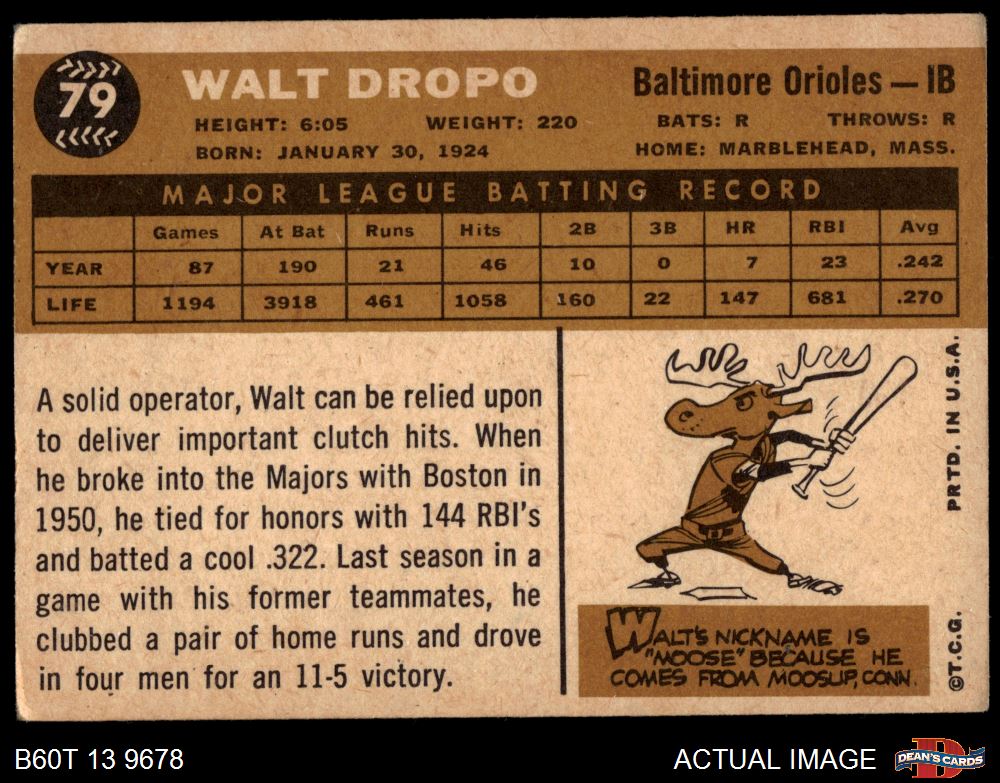 79
WALT DROPO
Baltimore Orioles — 1B
HEIGHT: 6:05 WEIGHT: 220 BATS: R THROWS: R
BORN: JANUARY 30, 1924 HOME: MARBLEHEAD, MASS.
MAJOR LEAGUE BATTING RECORD
Games At Bat Runs Hits 2B 3B HR RBI Avg
YEAR 87 190 21 46 10 0 7 23 .242
LIFE 1194 3918 461 1058 160 22 147 681 .270
A solid operator, Walt can be relied upon
to deliver important clutch hits. When
he broke into the Majors with Boston in
1950, he tied for honors with 144 RBI's
and batted a cool .322. Last season in a
game with his former teammates, he
clubbed a pair of home runs and drove
in four men for an 11-5 victory.
WALT'S NICKNAME IS
"MOOSE" BECAUSE HE
COMES FROM MOOSUP, CONN.
©T.C.G. PRTD. IN U.S.A.
B60T 13 9678 ACTUAL IMAGE
DEAN'S CARDS